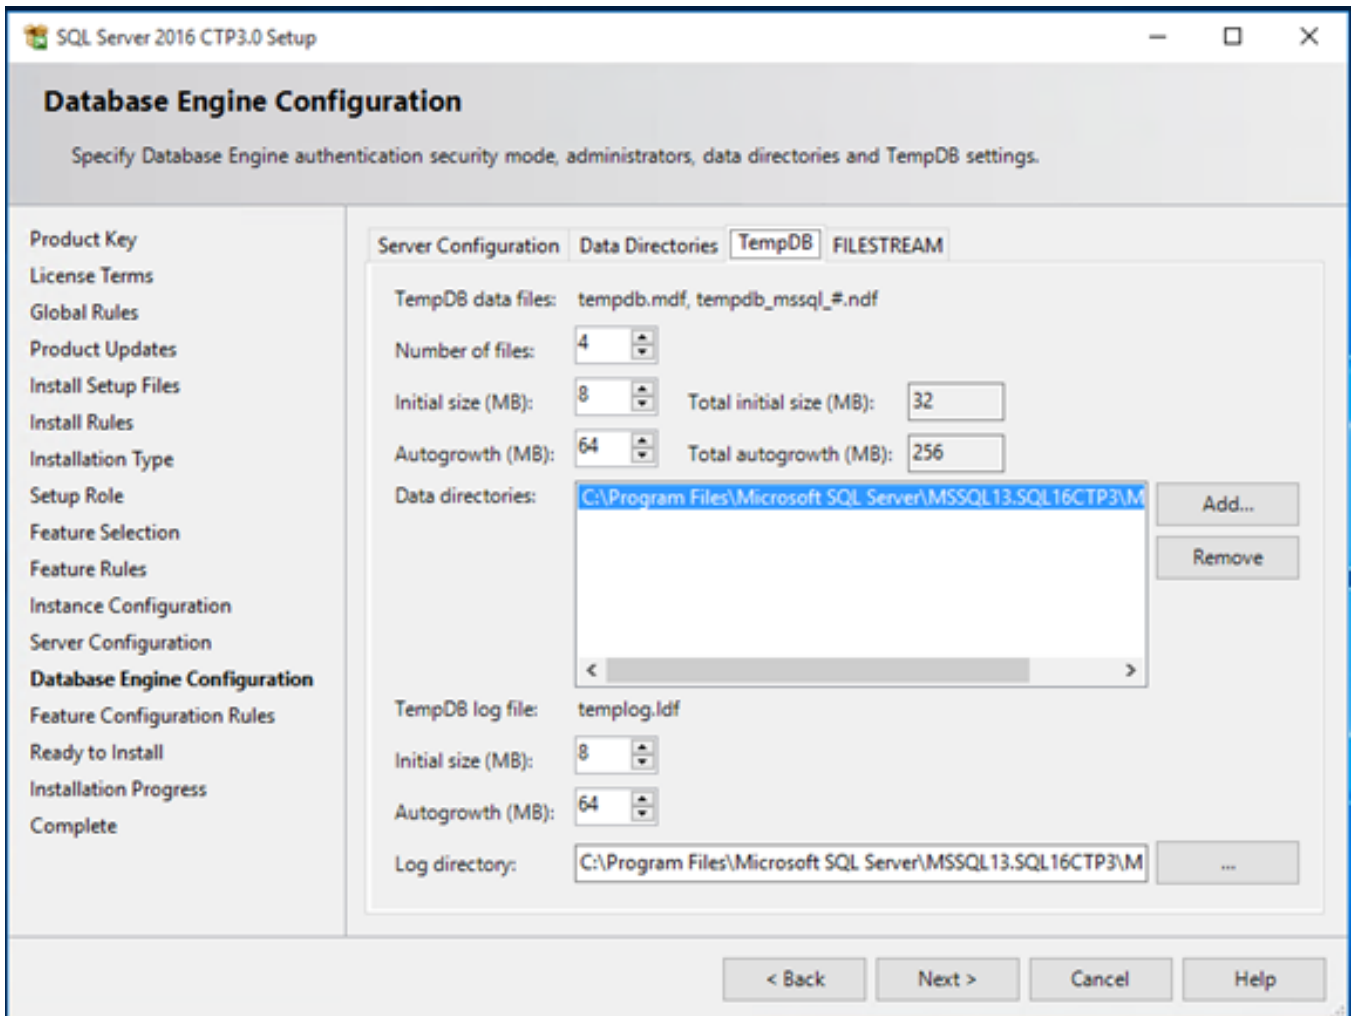 SQL Server 2016 CTP3.0 Setup
Database Engine Configuration
Specify Database Engine authentication security mode, administrators, data directories and TempDB settings.
Product Key
License Terms
Global Rules
Product Updates
Install Setup Files
Install Rules
Installation Type
Setup Role
Feature Selection
Feature Rules
Instance Configuration
Server Configuration
Database Engine Configuration
Feature Configuration Rules
Ready to Install
Installation Progress
Complete
Server Configuration Data Directories TempDB FILESTREAM
TempDB data files: tempdb.mdf, tempdb_mssql_#.ndf
Number of files: 4
Initial size (MB): 8 Total initial size (MB): 32
Autogrowth (MB): 64 Total autogrowth (MB): 256
Data directories: C:\Program Files\Microsoft SQL Server\MSSQL13.SQL16CTP3\M Add...
Remove
TempDB log file: templog.ldf
Initial size (MB): 8
Autogrowth (MB): 64
Log directory: C:\Program Files\Microsoft SQL Server\MSSQL13.SQL16CTP3\M ...
< Back Next > Cancel Help